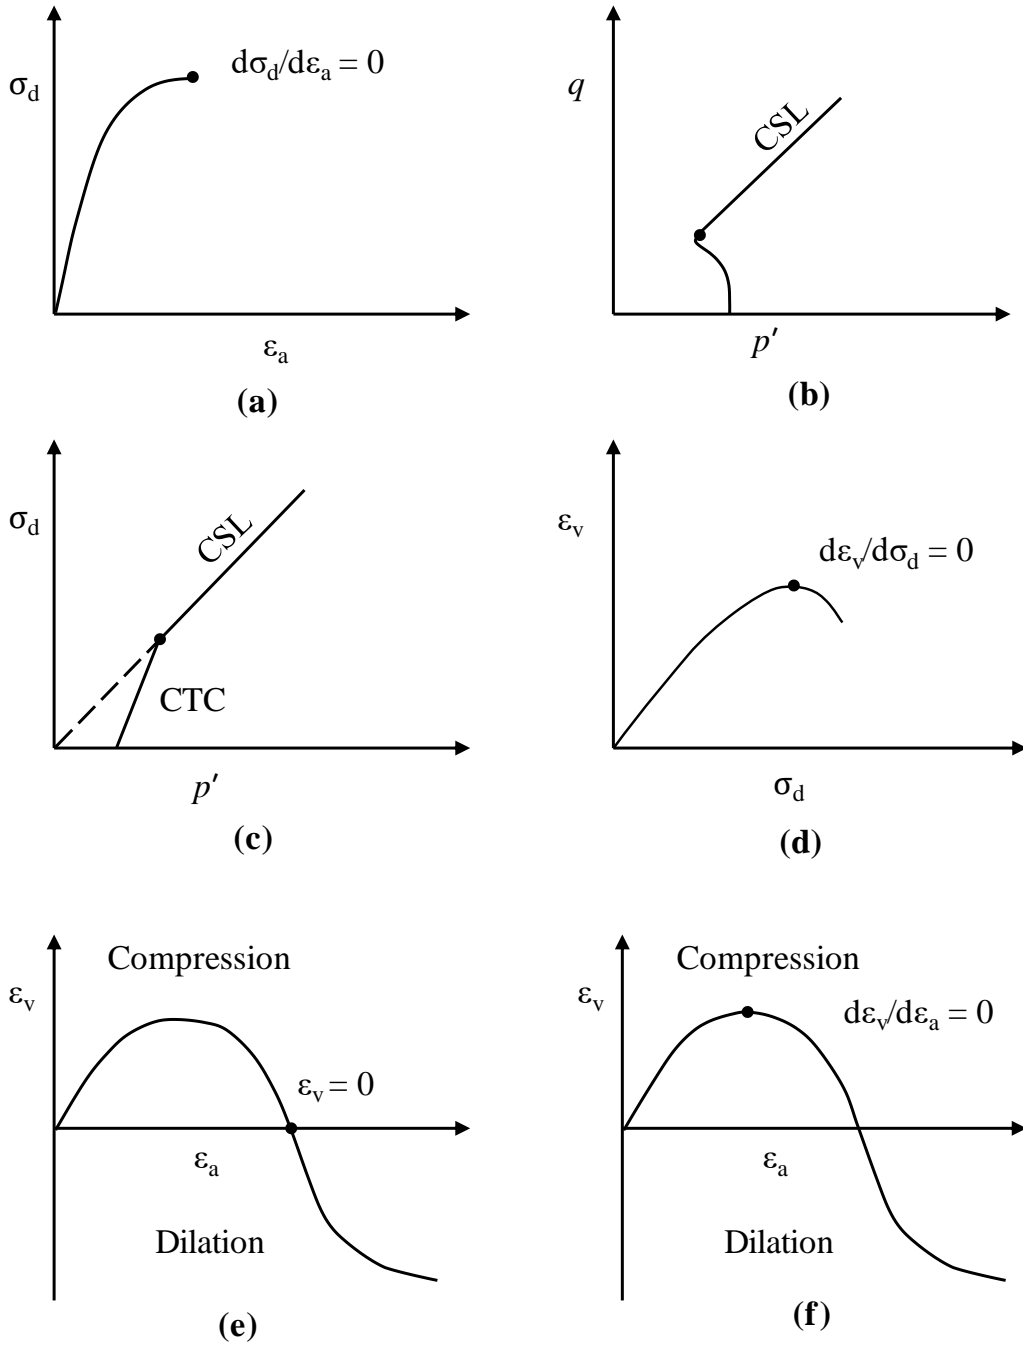 σd
dσd/dεa = 0
εa
(a)
q
CSL
p′
(b)
σd
CSL
CTC
p′
(c)
εv
dεv/dσd = 0
σd
(d)
Compression
εv
εv = 0
εa
Dilation
(e)
Compression
εv
dεv/dεa = 0
εa
Dilation
(f)